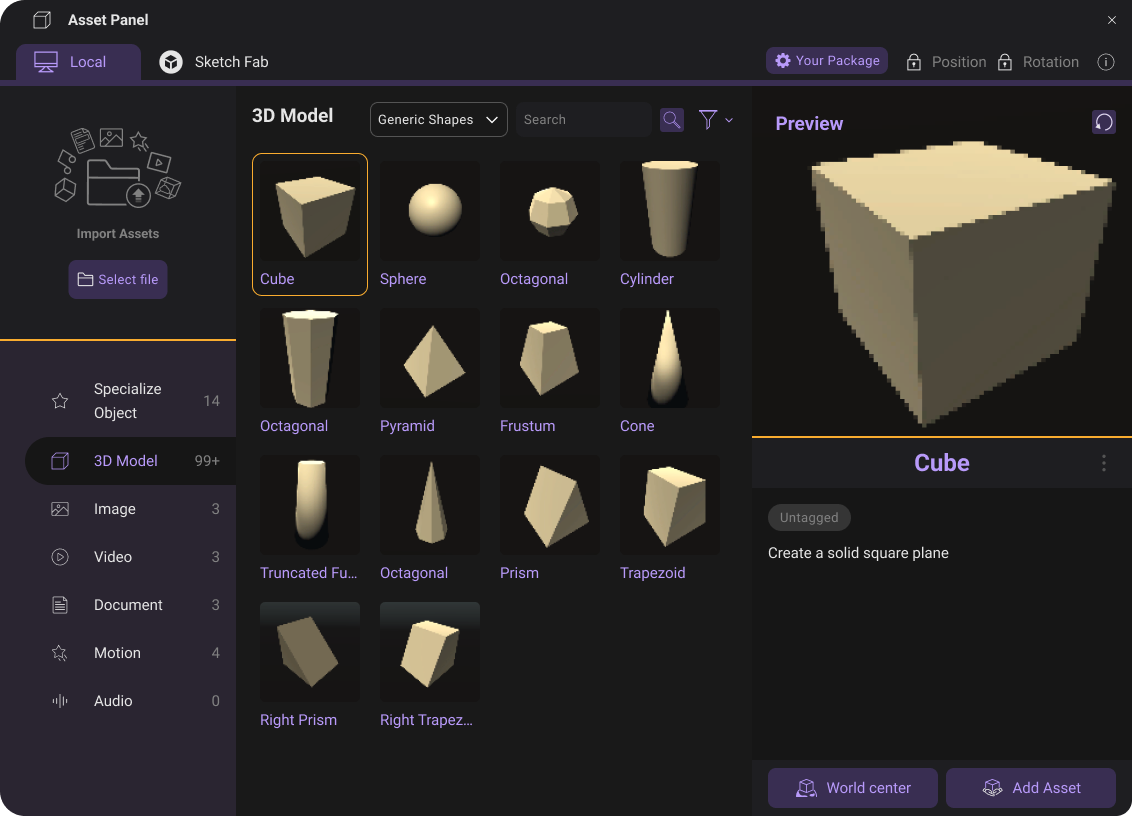 Asset Panel
Local
Sketch Fab
Your Package
Position
Rotation
Import Assets
Select file
Specialize
Object
14
3D Model
99+
Image
3
Video
3
Document
3
Motion
4
Audio
0
3D Model
Generic Shapes
Search
Cube
Sphere
Octagonal
Cylinder
Octagonal
Pyramid
Frustum
Cone
Truncated Fu...
Octagonal
Prism
Trapezoid
Right Prism
Right Trapez...
Preview
Cube
Untagged
Create a solid square plane
World center
Add Asset